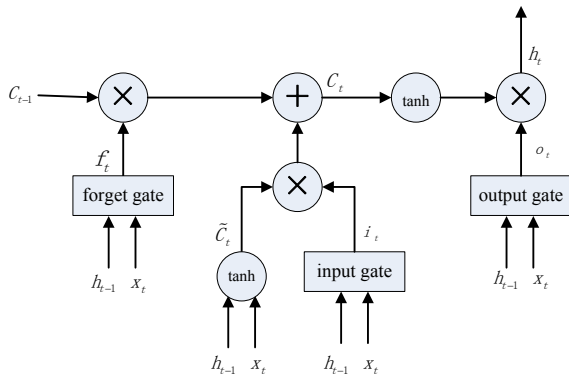 h_t
C_{t-1}
×
+
C_t
tanh
×
f_t
×
o_t
forget gate
output gate
C̃_t
i_t
tanh
input gate
h_{t-1} x_t
h_{t-1} x_t
h_{t-1} x_t
h_{t-1} x_t